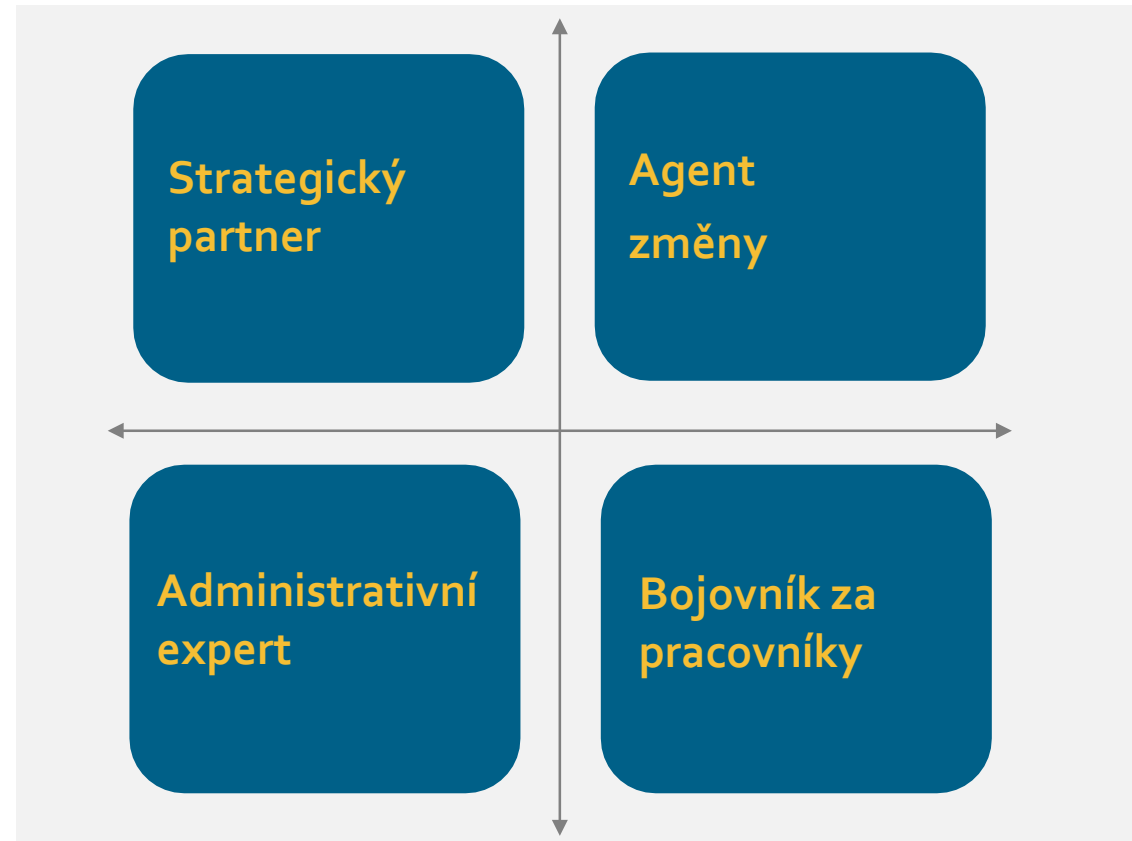 Strategický
partner
Agent
změny
Administrativní
expert
Bojovník za
pracovníky